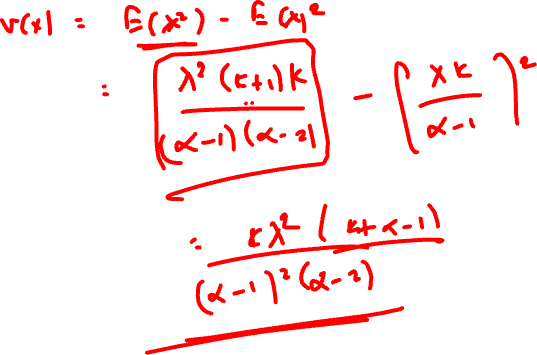 v(x) = E(x²) - E(x)²
= λ²(k+1)k / (α-1)(α-2) - (λk / α-1)²
= kλ²(k+α-1) / (α-1)²(α-2)